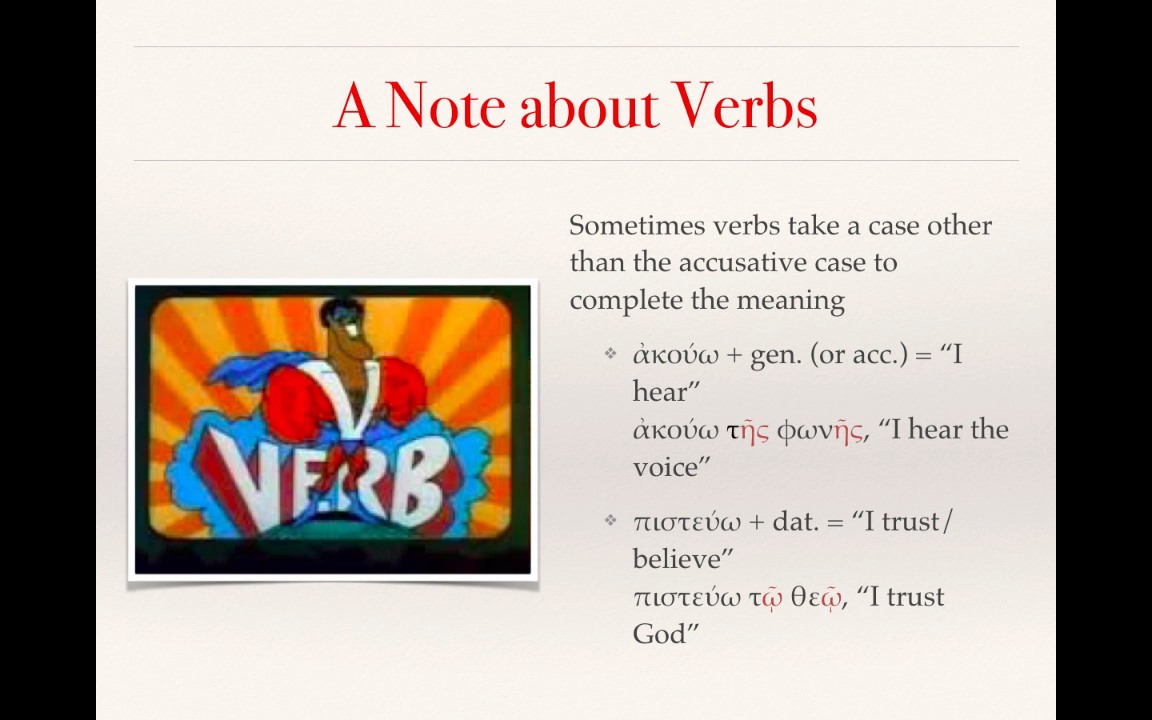 A Note about Verbs
Sometimes verbs take a case other
than the accusative case to
complete the meaning
ἀκούω + gen. (or acc.) = “I
hear”
ἀκούω τῆς φωνῆς, “I hear the
voice”
πιστεύω + dat. = “I trust/
believe”
πιστεύω τῷ θεῷ, “I trust
God”
V
VERB